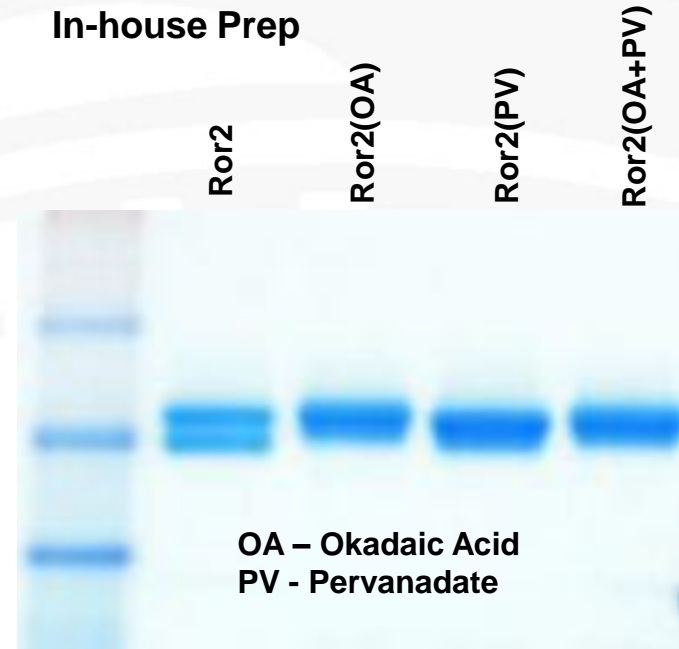 In-house Prep
Ror2
Ror2(OA)
Ror2(PV)
Ror2(OA+PV)
OA – Okadaic Acid
PV - Pervanadate